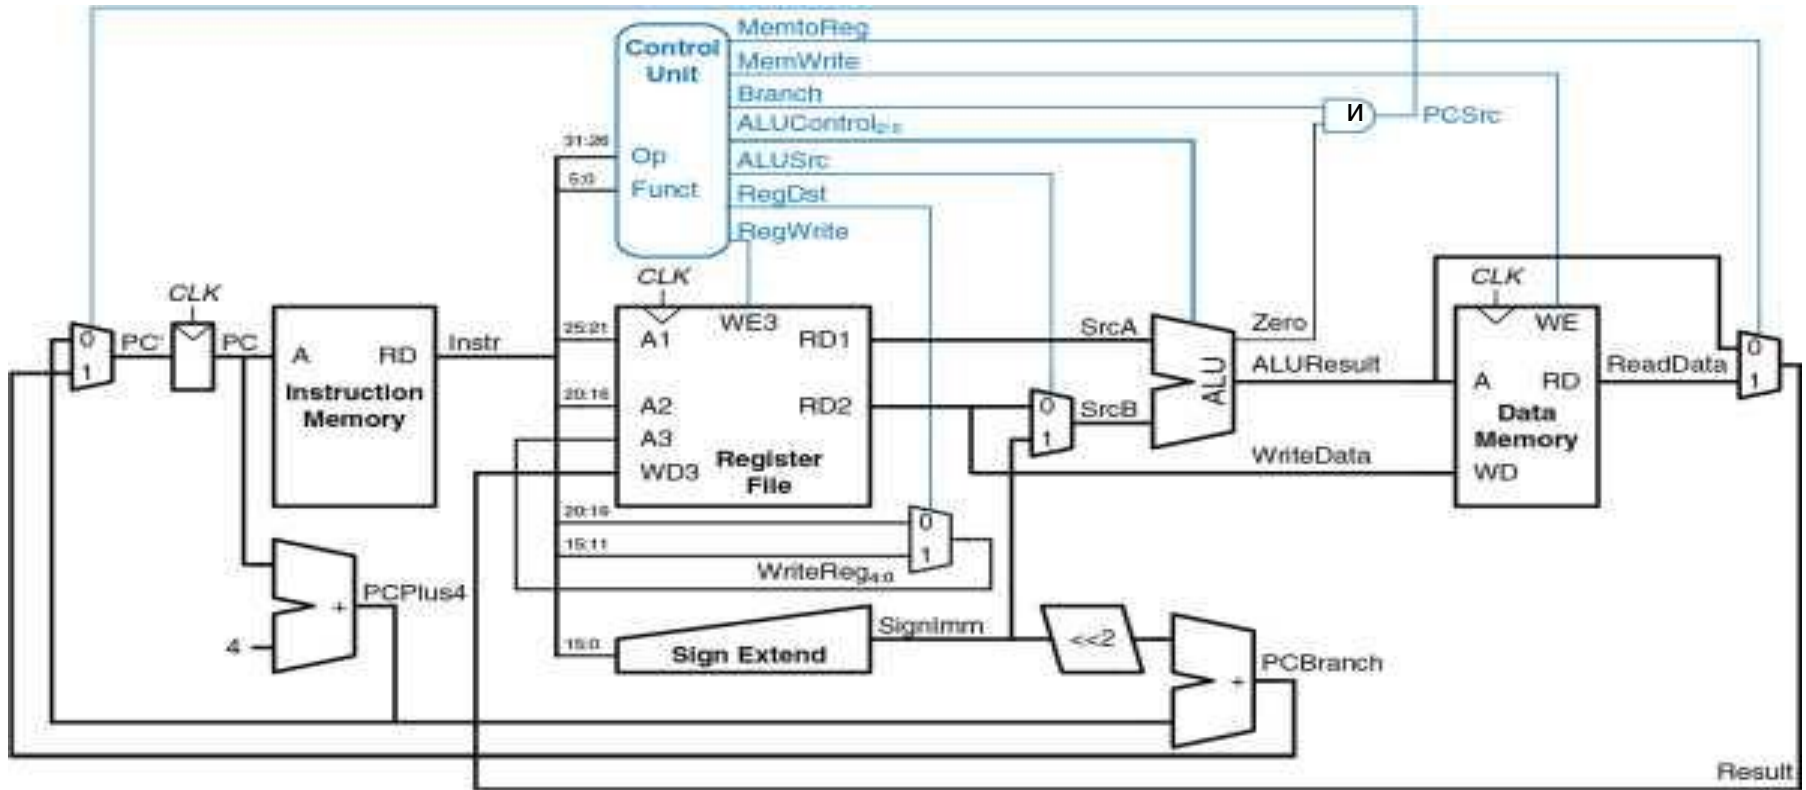 MemtoReg
Control
Unit
MemWrite
Branch
И
PCSrc
ALUControl
31:26
Op
ALUSrc
5:0
Funct
RegDst
RegWrite
CLK
CLK
CLK
25:21
A1
WE3
RD1
SrcA
Zero
WE
0
PC'
PC
A
RD
Instr
1
Instruction
Memory
ALU
ALUResult
A
RD
ReadData
0
1
Data
Memory
20:16
A2
RD2
0
SrcB
A3
1
WD3
Register
File
WriteData
WD
20:16
0
15:11
1
WriteReg4:0
PCPlus4
+
4
SignImm
15:0
Sign Extend
<<2
PCBranch
+
Result